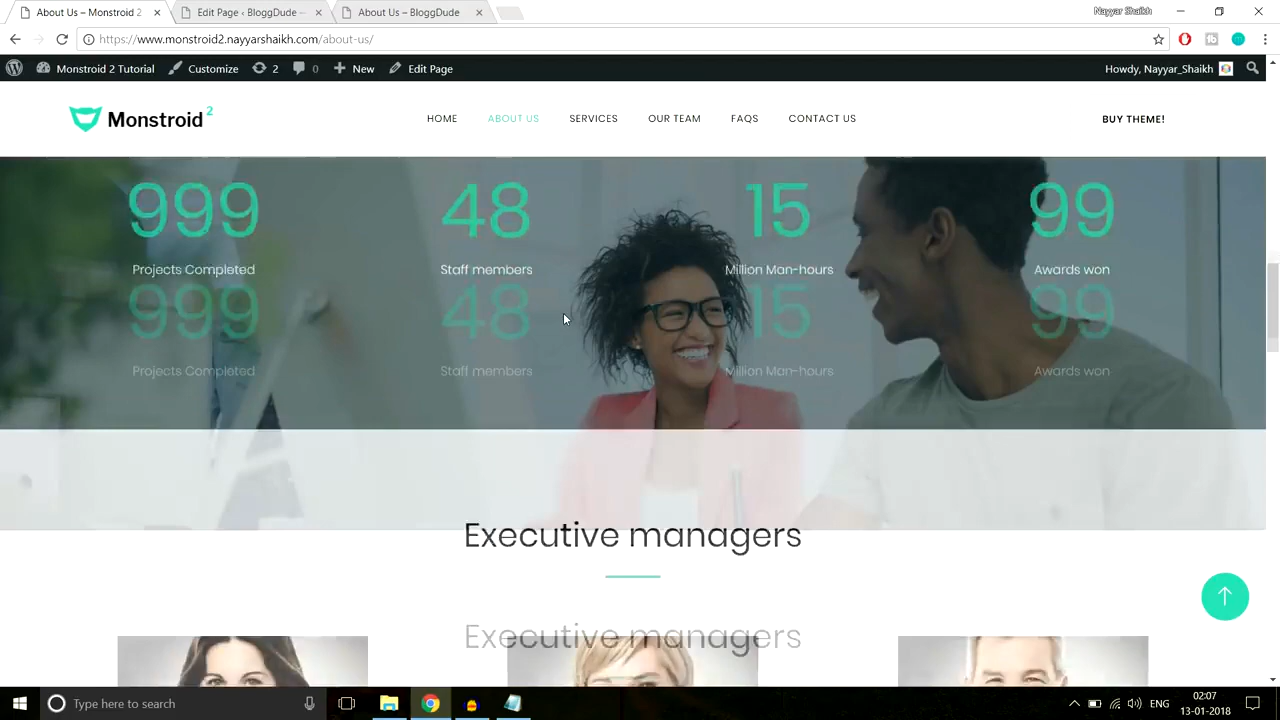 About Us – Monstroid 2
Edit Page ‹ BloggDude —
About Us – BloggDude
Nayyar Shaikh
https://www.monstroid2.nayyarshaikh.com/about-us/
Monstroid 2 Tutorial
Customize
2
0
New
Edit Page
Howdy, Nayyar_Shaikh
Monstroid 2
HOME
ABOUT US
SERVICES
OUR TEAM
FAQS
CONTACT US
BUY THEME!
999 48 15 99
Projects Completed Staff members Million Man-hours Awards won
999 48 15 99
Projects Completed Staff members Million Man-hours Awards won
Executive managers
Executive managers
Type here to search
ENG
02:07
13-01-2018